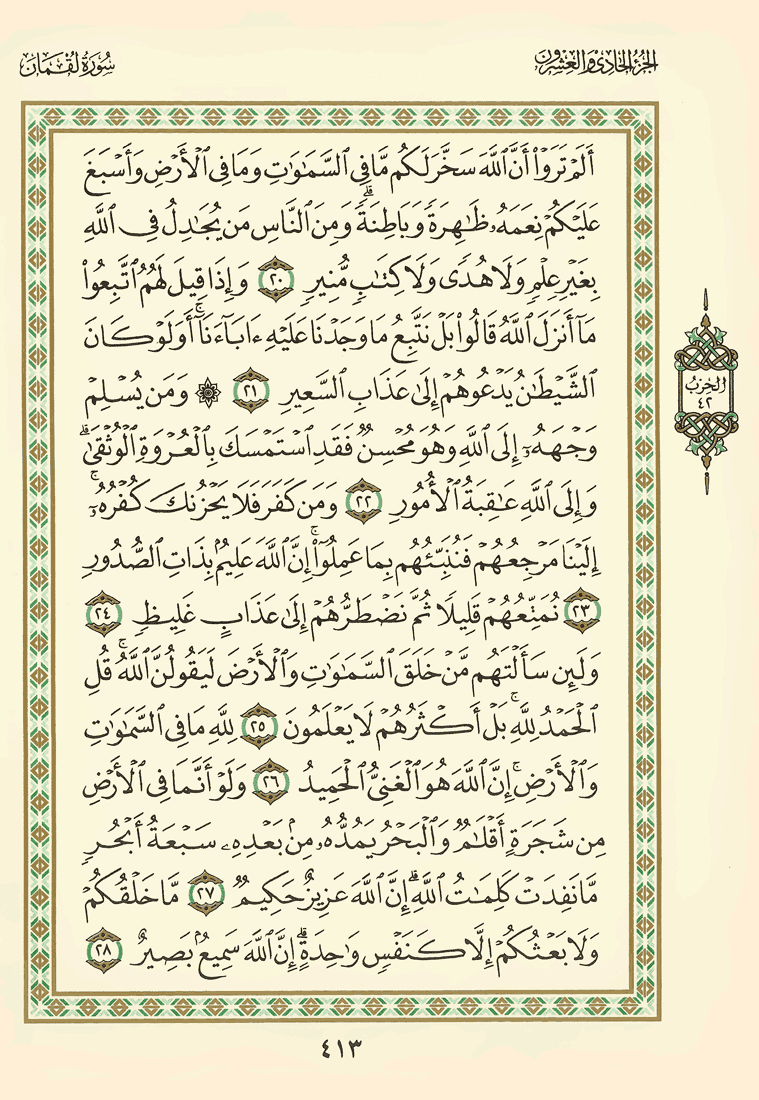 الجزء الحادي والعشرون
سورة لقمان
أَلَمْ تَرَوْا۟ أَنَّ ٱللَّهَ سَخَّرَ لَكُم مَّا فِى ٱلسَّمَٰوَٰتِ وَمَا فِى ٱلْأَرْضِ وَأَسْبَغَ
عَلَيْكُمْ نِعَمَهُۥ ظَٰهِرَةً وَبَاطِنَةً ۗ وَمِنَ ٱلنَّاسِ مَن يُجَٰدِلُ فِى ٱللَّهِ
بِغَيْرِ عِلْمٍ وَلَا هُدًى وَلَا كِتَٰبٍ مُّنِيرٍ ٢٠ وَإِذَا قِيلَ لَهُمُ ٱتَّبِعُوا۟
مَآ أَنزَلَ ٱللَّهُ قَالُوا۟ بَلْ نَتَّبِعُ مَا وَجَدْنَا عَلَيْهِ ءَابَآءَنَآ ۚ أَوَلَوْ كَانَ
ٱلشَّيْطَٰنُ يَدْعُوهُمْ إِلَىٰ عَذَابِ ٱلسَّعِيرِ ٢١ ۞ وَمَن يُسْلِمْ
وَجْهَهُۥٓ إِلَى ٱللَّهِ وَهُوَ مُحْسِنٌ فَقَدِ ٱسْتَمْسَكَ بِٱلْعُرْوَةِ ٱلْوُثْقَىٰ ۗ
وَإِلَى ٱللَّهِ عَٰقِبَةُ ٱلْأُمُورِ ٢٢ وَمَن كَفَرَ فَلَا يَحْزُنكَ كُفْرُهُۥٓ ۚ
إِلَيْنَا مَرْجِعُهُمْ فَنُنَبِّئُهُم بِمَا عَمِلُوٓا۟ ۚ إِنَّ ٱللَّهَ عَلِيمٌۢ بِذَاتِ ٱلصُّدُورِ
٢٣ نُمَتِّعُهُمْ قَلِيلًا ثُمَّ نَضْطَرُّهُمْ إِلَىٰ عَذَابٍ غَلِيظٍ ٢٤
وَلَئِن سَأَلْتَهُم مَّنْ خَلَقَ ٱلسَّمَٰوَٰتِ وَٱلْأَرْضَ لَيَقُولُنَّ ٱللَّهُ ۚ قُلِ
ٱلْحَمْدُ لِلَّهِ ۚ بَلْ أَكْثَرُهُمْ لَا يَعْلَمُونَ ٢٥ لِلَّهِ مَا فِى ٱلسَّمَٰوَٰتِ
وَٱلْأَرْضِ ۚ إِنَّ ٱللَّهَ هُوَ ٱلْغَنِىُّ ٱلْحَمِيدُ ٢٦ وَلَوْ أَنَّمَا فِى ٱلْأَرْضِ
مِن شَجَرَةٍ أَقْلَٰمٌ وَٱلْبَحْرُ يَمُدُّهُۥ مِنۢ بَعْدِهِۦ سَبْعَةُ أَبْحُرٍ
مَّا نَفِدَتْ كَلِمَٰتُ ٱللَّهِ ۗ إِنَّ ٱللَّهَ عَزِيزٌ حَكِيمٌ ٢٧ مَّا خَلْقُكُمْ
وَلَا بَعْثُكُمْ إِلَّا كَنَفْسٍ وَٰحِدَةٍ ۗ إِنَّ ٱللَّهَ سَمِيعٌۢ بَصِيرٌ ٢٨
الحزب
٤٢
٤١٣